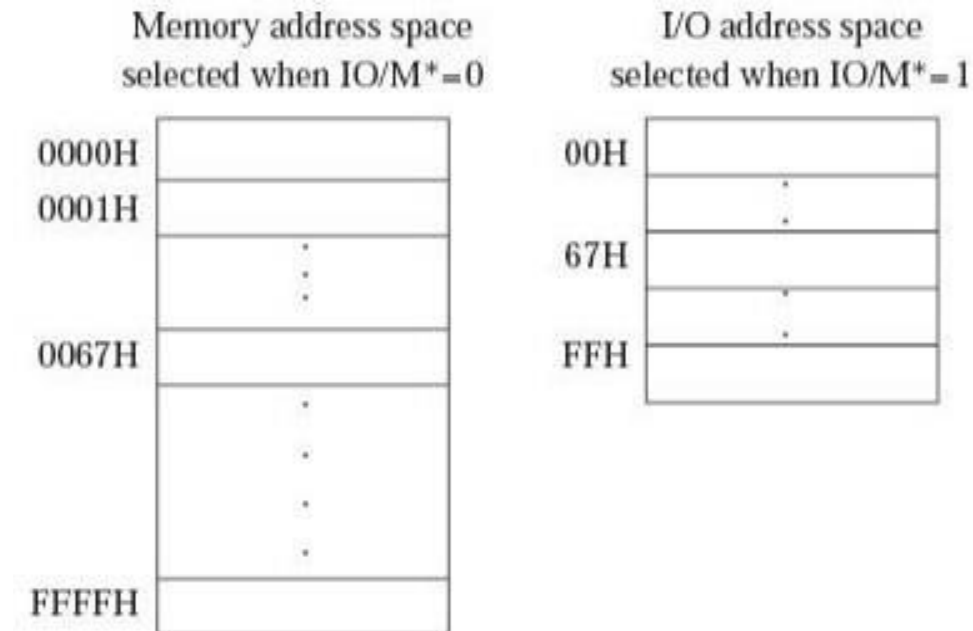 Memory address space
selected when IO/M*=0
0000H
0001H
0067H
FFFFH
I/O address space
selected when IO/M*=1
00H
67H
FFH